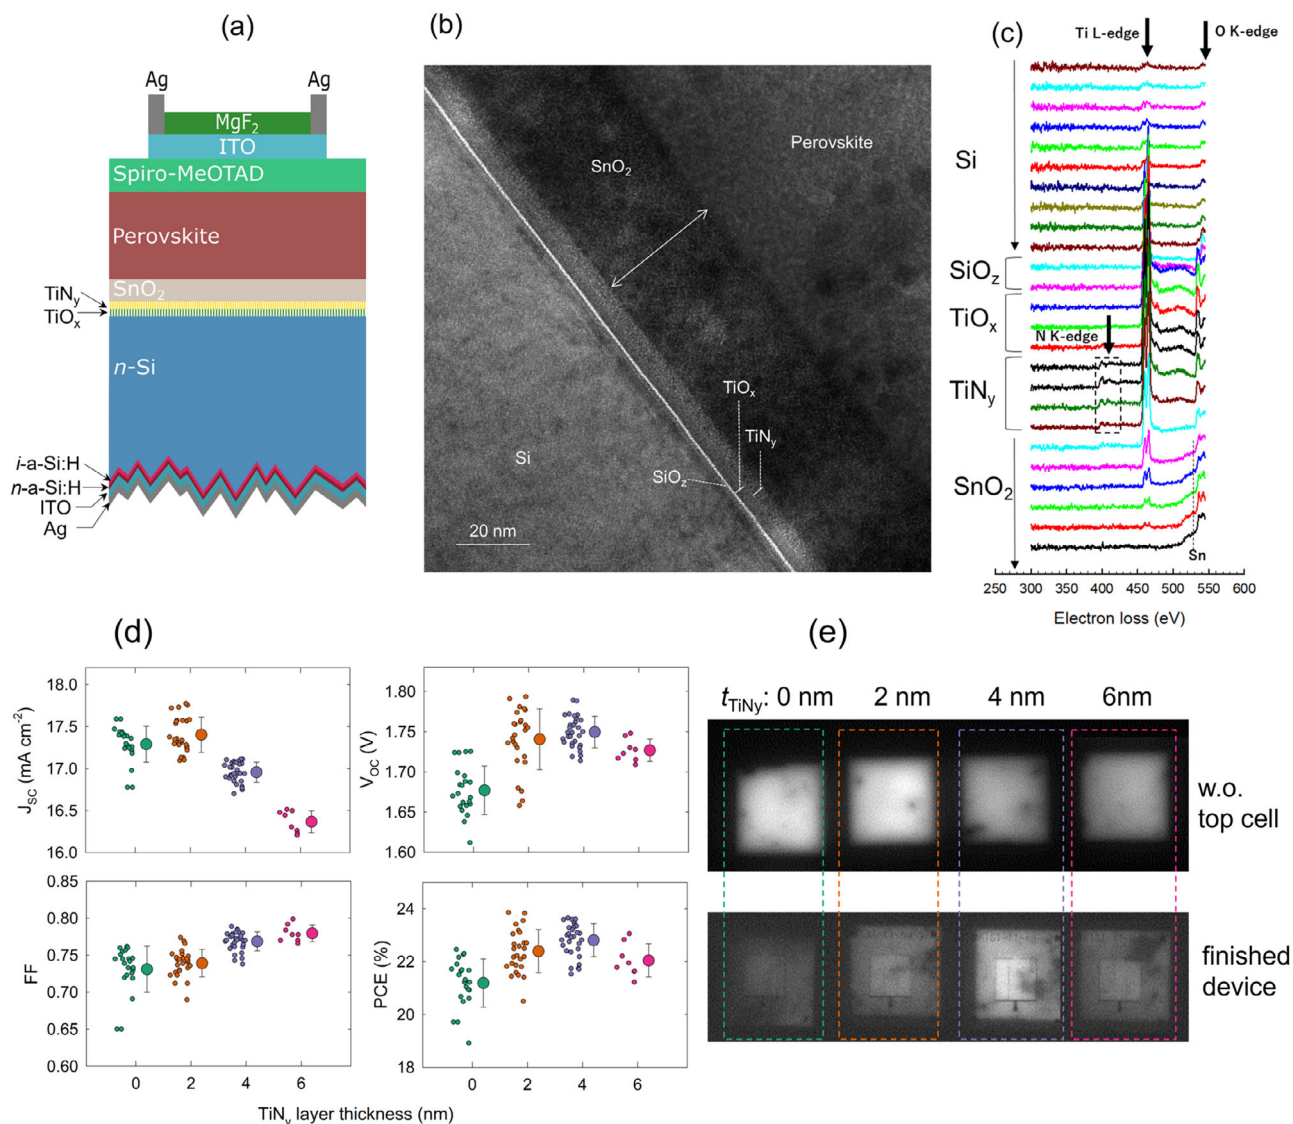 (a)
Ag Ag
MgF2
ITO
Spiro-MeOTAD
Perovskite
SnO2
TiNy
TiOx
n-Si
i-a-Si:H
n-a-Si:H
ITO
Ag
(b)
Perovskite
SnO2
TiOx
TiNy
Si
SiOz
20 nm
(c)
Ti L-edge
O K-edge
Si
SiOz
TiOx
N K-edge
TiNy
SnO2
Sn
250 300 350 400 450 500 550 600
Electron loss (eV)
(d)
18.0
17.5
17.0
16.5
16.0
JSC (mA cm⁻²)
1.80
1.75
1.70
1.65
1.60
VOC (V)
0.85
0.80
0.75
0.70
0.65
0.60
FF
0 2 4 6
24
22
20
18
PCE (%)
0 2 4 6
TiNy layer thickness (nm)
(e)
tTiNy: 0 nm 2 nm 4 nm 6nm
w.o.
top cell
finished
device